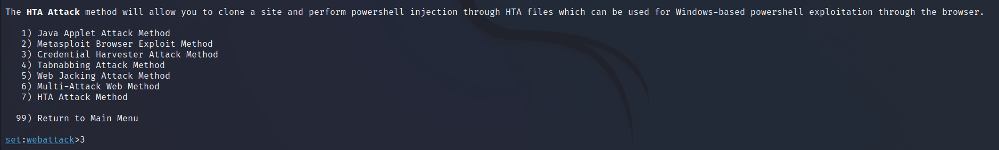 The HTA Attack method will allow you to clone a site and perform powershell injection through HTA files which can be used for Windows-based powershell exploitation through the browser.
1) Java Applet Attack Method
2) Metasploit Browser Exploit Method
3) Credential Harvester Attack Method
4) Tabnabbing Attack Method
5) Web Jacking Attack Method
6) Multi-Attack Web Method
7) HTA Attack Method
99) Return to Main Menu
set:webattack>3